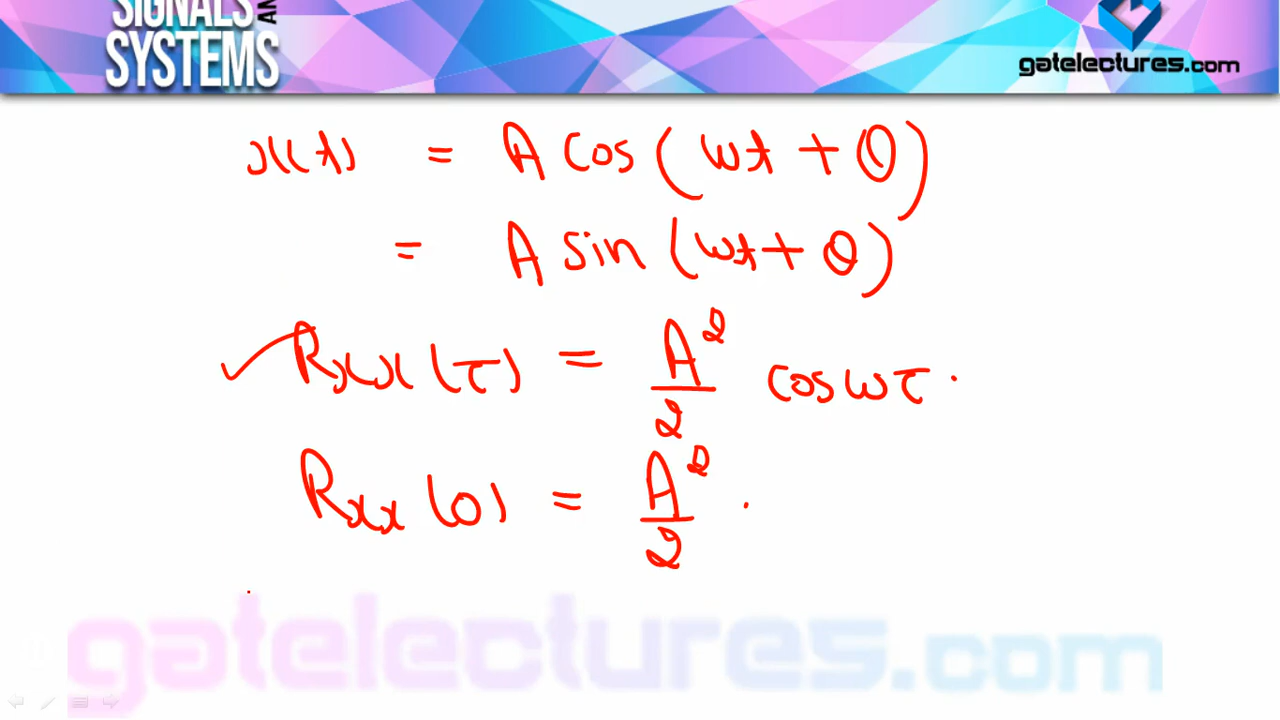 SIGNALS AN
SYSTEMS
gatelectures.com
x(t) = A cos (ωt + θ)
= A sin (ωt + θ)
Rxx (τ) = A²/2 cos ωτ.
Rxx (0) = A²/2.
gatelectures.com